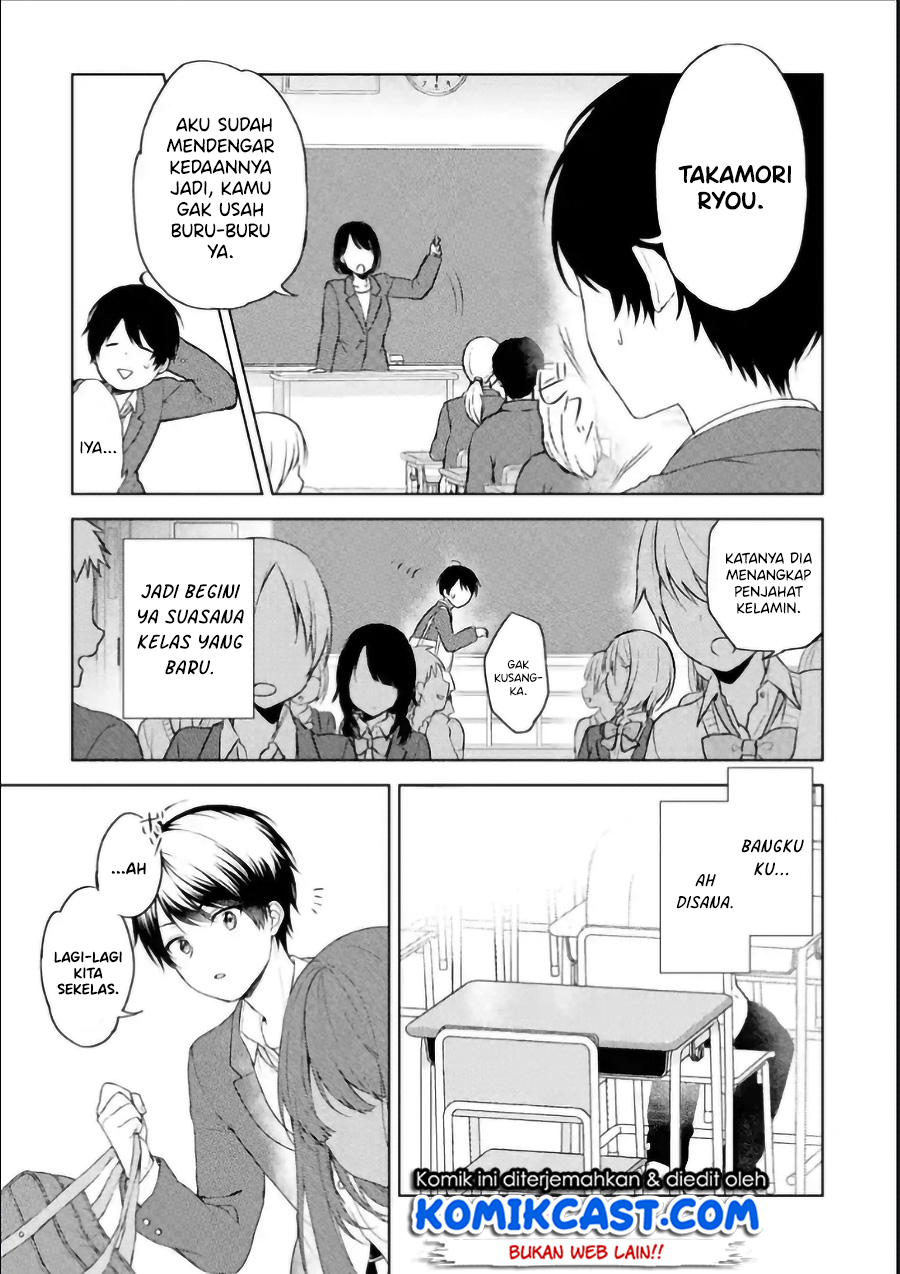 TAKAMORI
RYOU.
AKU SUDAH
MENDENGAR
KEDAANNYA
JADI, KAMU
GAK USAH
BURU-BURU
YA.
IYA...
KATANYA DIA
MENANGKAP
PENJAHAT
KELAMIN.
GAK
KUSANG-
KA.
JADI BEGINI
YA SUASANA
KELAS YANG
BARU.
BANGKU
KU...
AH
DISANA.
...AH
LAGI-LAGI
KITA
SEKELAS.
Komik ini diterjemahkan & diedit oleh
KOMIKCAST.COM
BUKAN WEB LAIN!!